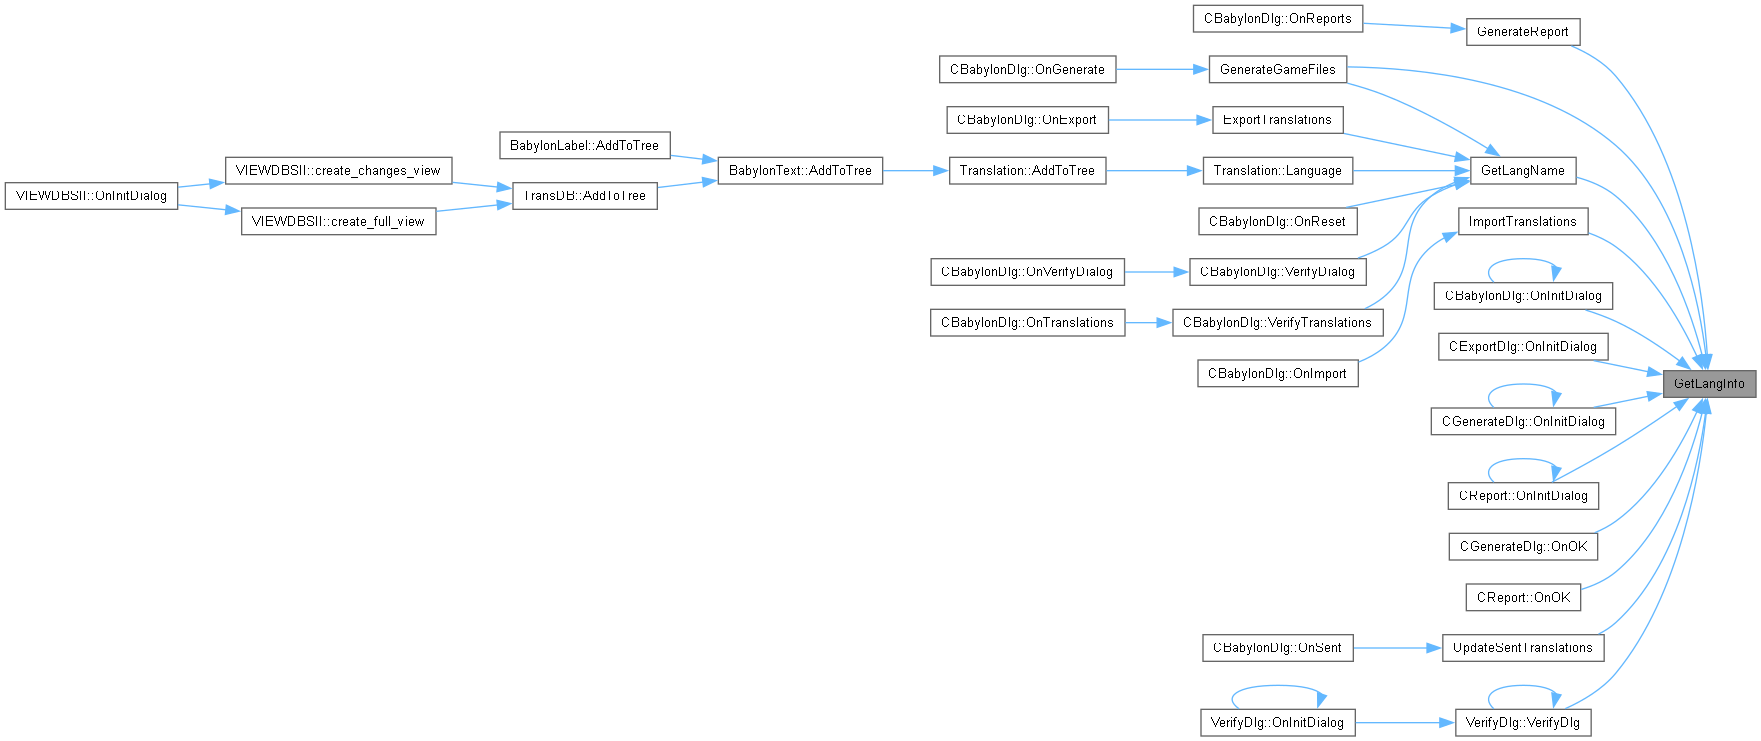 CBabylonDlg::OnReports
GenerateReport
CBabylonDlg::OnGenerate
GenerateGameFiles
CBabylonDlg::OnExport
ExportTranslations
BabylonLabel::AddToTree
VIEWDBSII::create_changes_view
BabylonText::AddToTree
Translation::AddToTree
Translation::Language
GetLangName
VIEWDBSII::OnInitDialog
TransDB::AddToTree
VIEWDBSII::create_full_view
CBabylonDlg::OnReset
ImportTranslations
CBabylonDlg::OnVerifyDialog
CBabylonDlg::VerifyDialog
CBabylonDlg::OnInitDialog
CBabylonDlg::OnTranslations
CBabylonDlg::VerifyTranslations
CExportDlg::OnInitDialog
CBabylonDlg::OnImport
GetLangInfo
CGenerateDlg::OnInitDialog
CReport::OnInitDialog
CGenerateDlg::OnOK
CReport::OnOK
CBabylonDlg::OnSent
UpdateSentTranslations
VerifyDlg::OnInitDialog
VerifyDlg::VerifyDlg